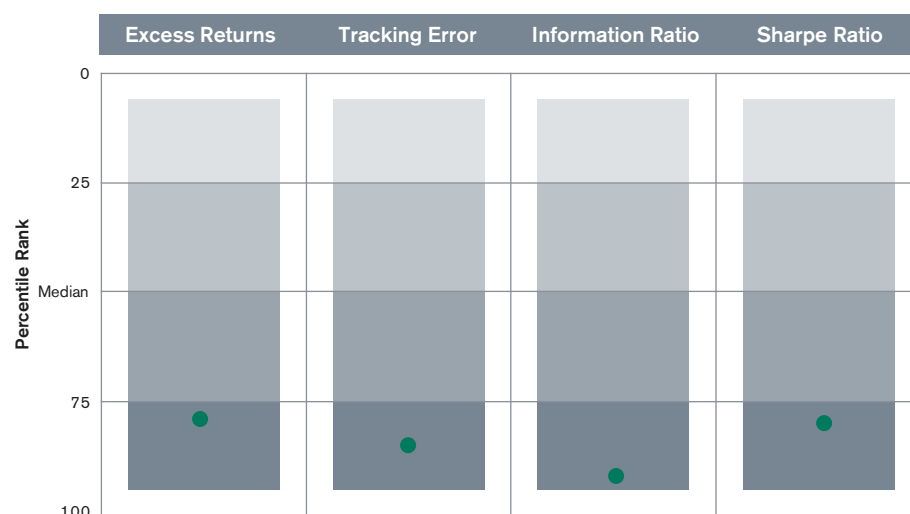 Excess Returns Tracking Error Information Ratio Sharpe Ratio
0
25
Median
75
100
Percentile Rank